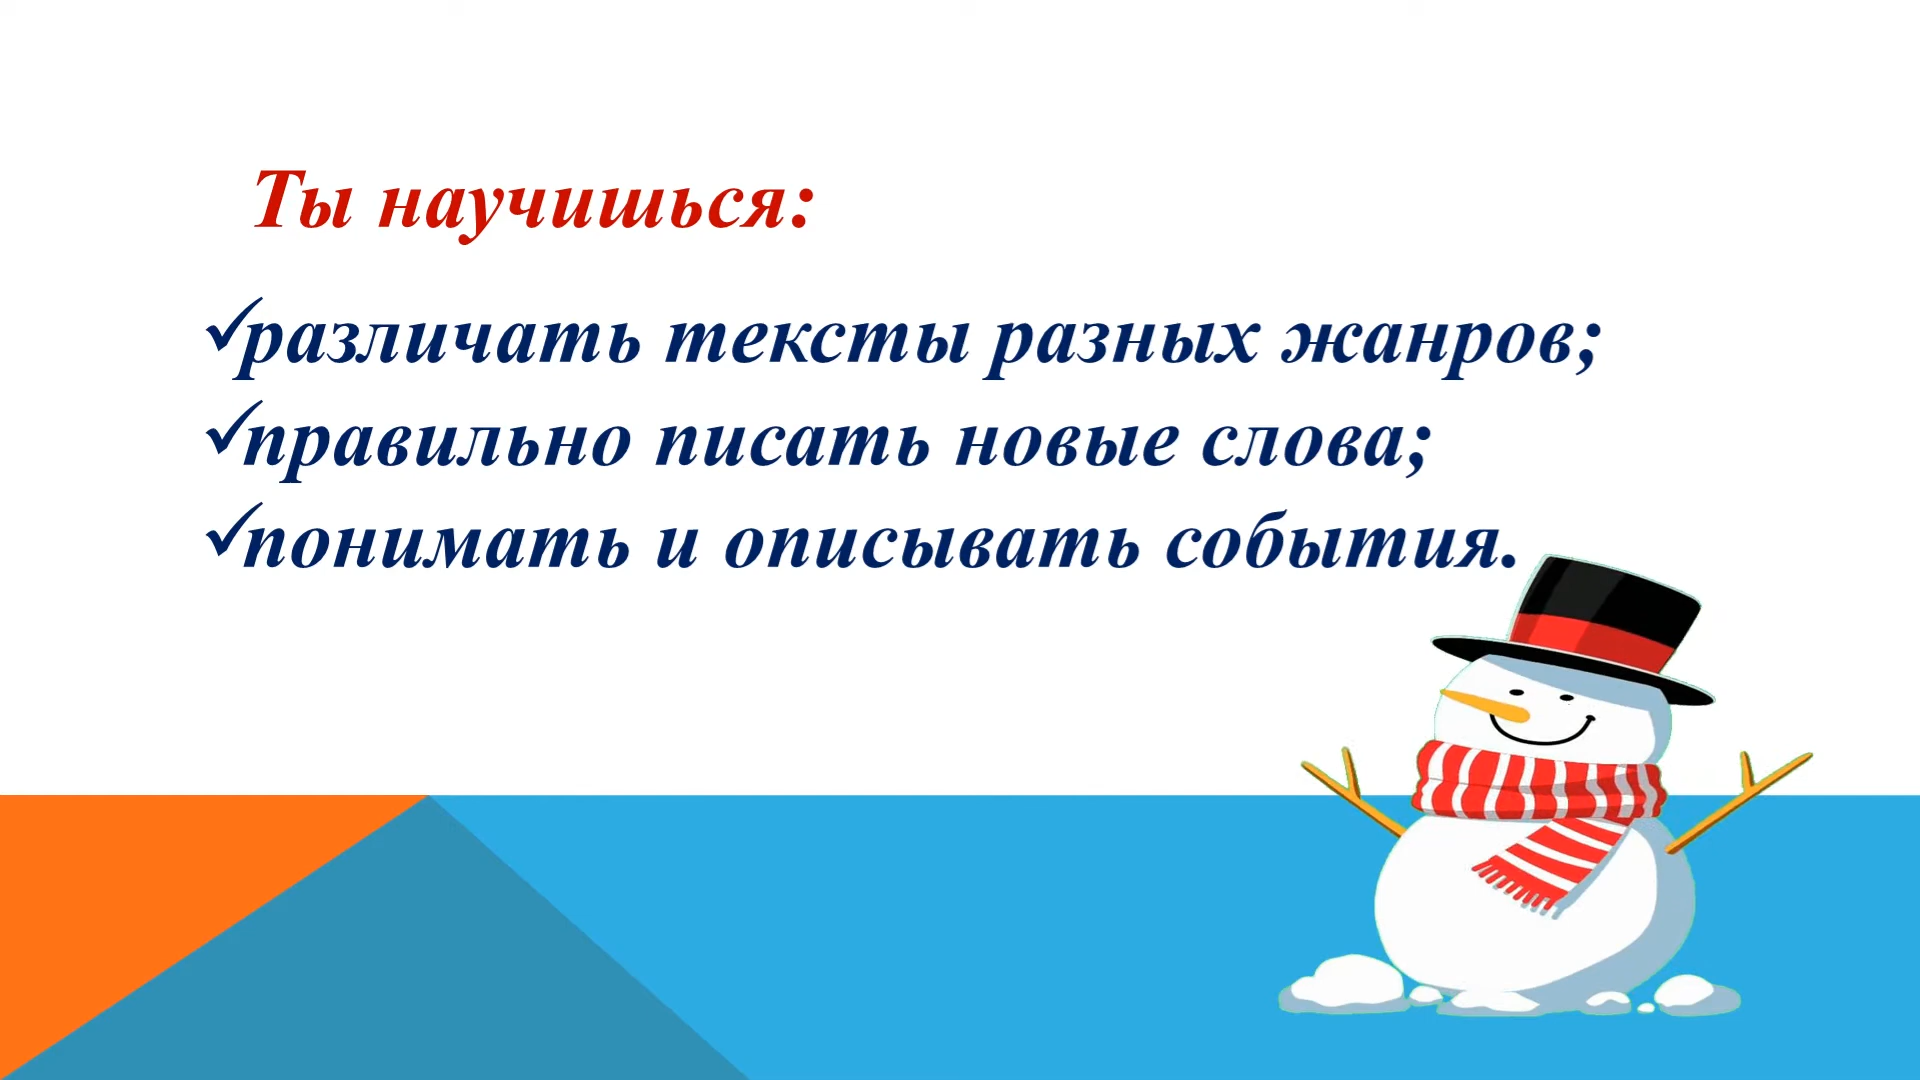 Ты научишься:
✓различать тексты разных жанров;
✓правильно писать новые слова;
✓понимать и описывать события.